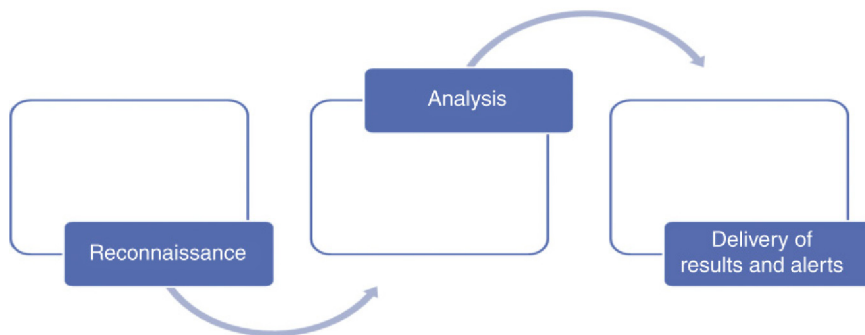 Reconnaissance
Analysis
Delivery of
results and alerts